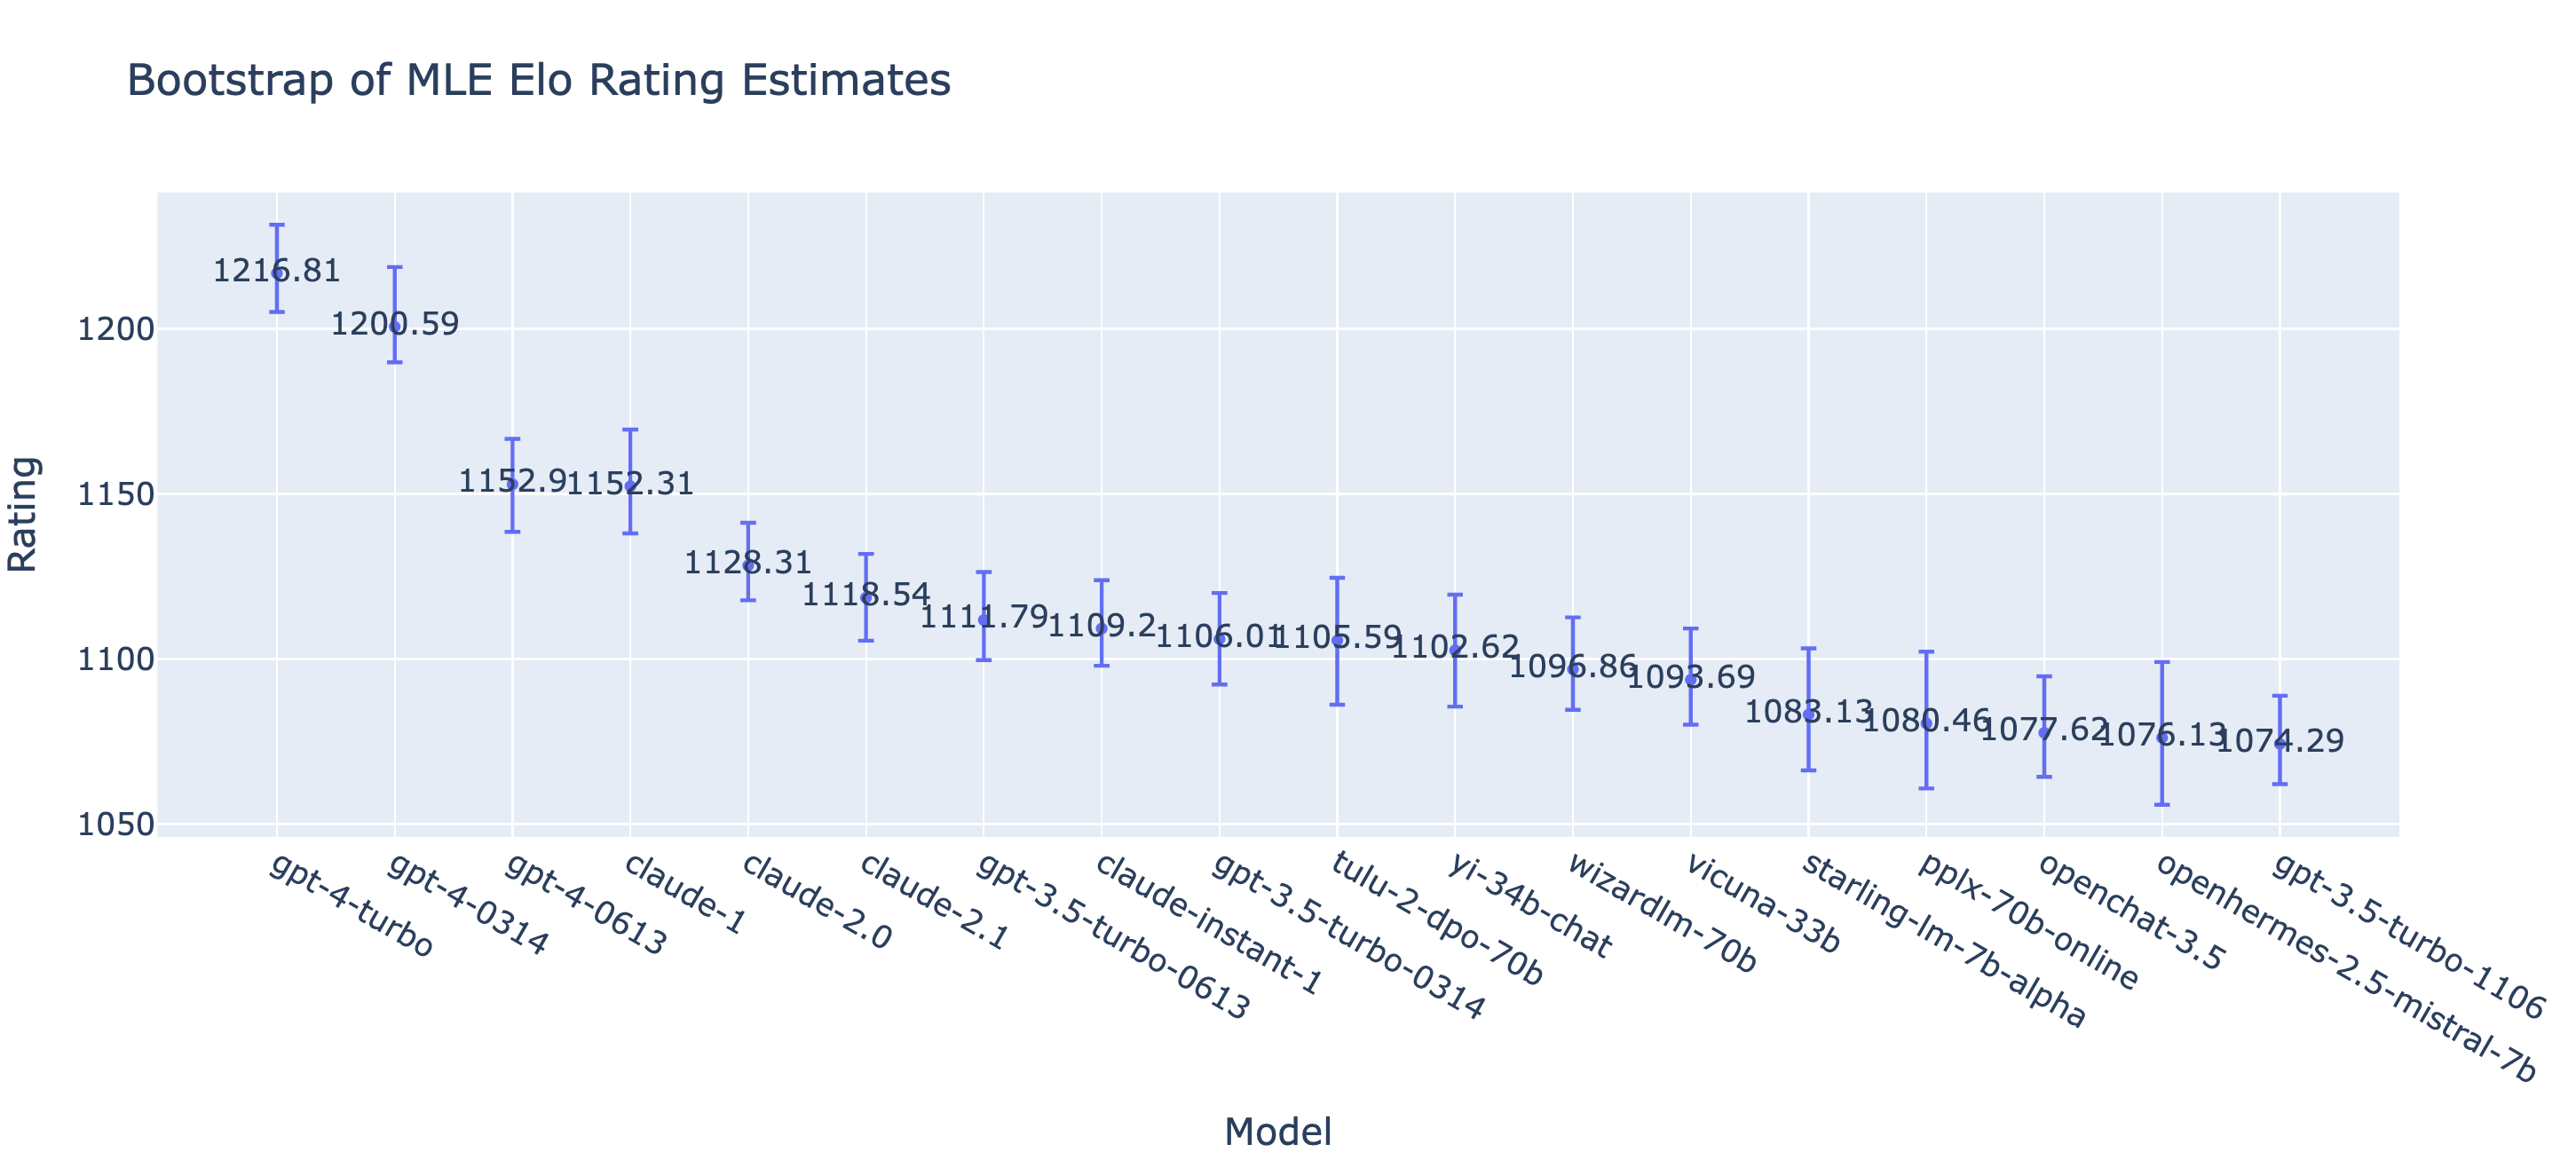 Bootstrap of MLE Elo Rating Estimates
Rating
1200
1150
1100
1050
1216.81
1200.59
1152.9
1152.31
1128.31
1118.54
1111.79
1109.2
1106.01
1105.59
1102.62
1096.86
1093.69
1083.13
1080.46
1077.62
1076.13
1074.29
gpt-4-turbo
gpt-4-0314
gpt-4-0613
claude-1
claude-2.0
claude-2.1
gpt-3.5-turbo-0613
claude-instant-1
gpt-3.5-turbo-0314
tulu-2-dpo-70b
yi-34b-chat
wizardlm-70b
vicuna-33b
starling-lm-7b-alpha
pplx-70b-online
openchat-3.5
openhermes-2.5-mistral-7b
gpt-3.5-turbo-1106
Model